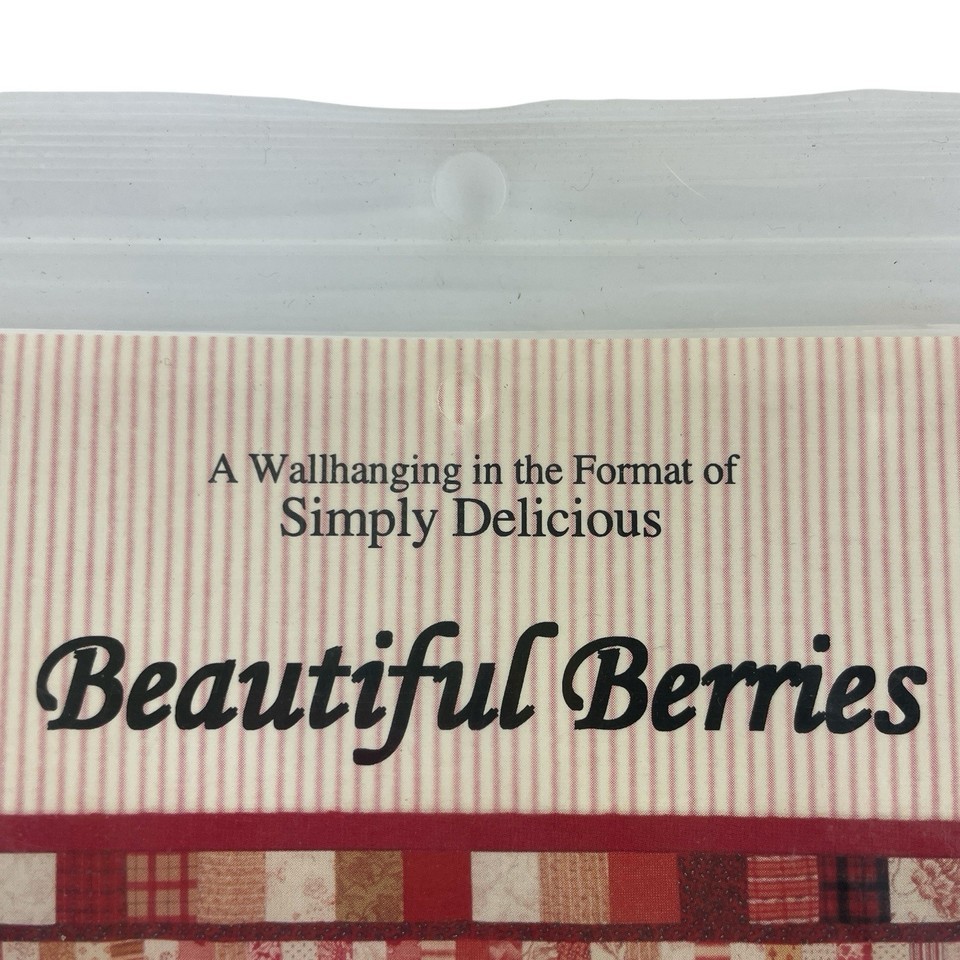 A Wallhanging in the Format of
Simply Delicious
Beautiful Berries